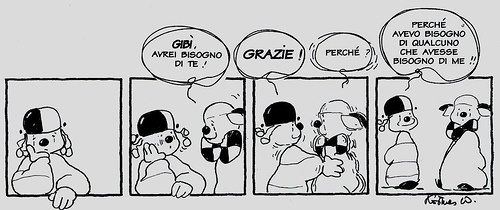 GIBÌ,
AVREI BISOGNO
DI TE!
GRAZIE!
PERCHÉ?
PERCHÉ
AVEVO BISOGNO
DI QUALCUNO
CHE AVESSE
BISOGNO DI ME!!